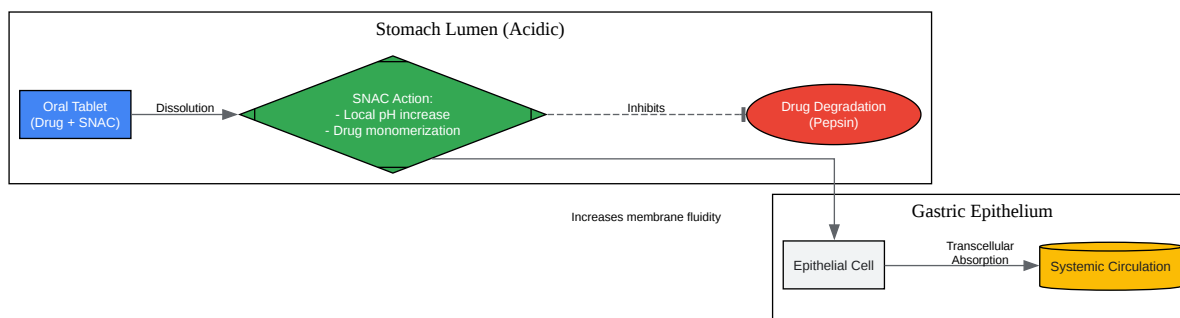 Stomach Lumen (Acidic)
Oral Tablet
(Drug + SNAC)
Dissolution
SNAC Action:
- Local pH increase
- Drug monomerization
Inhibits
Drug Degradation
(Pepsin)
Increases membrane fluidity
Gastric Epithelium
Epithelial Cell
Transcellular
Absorption
Systemic Circulation